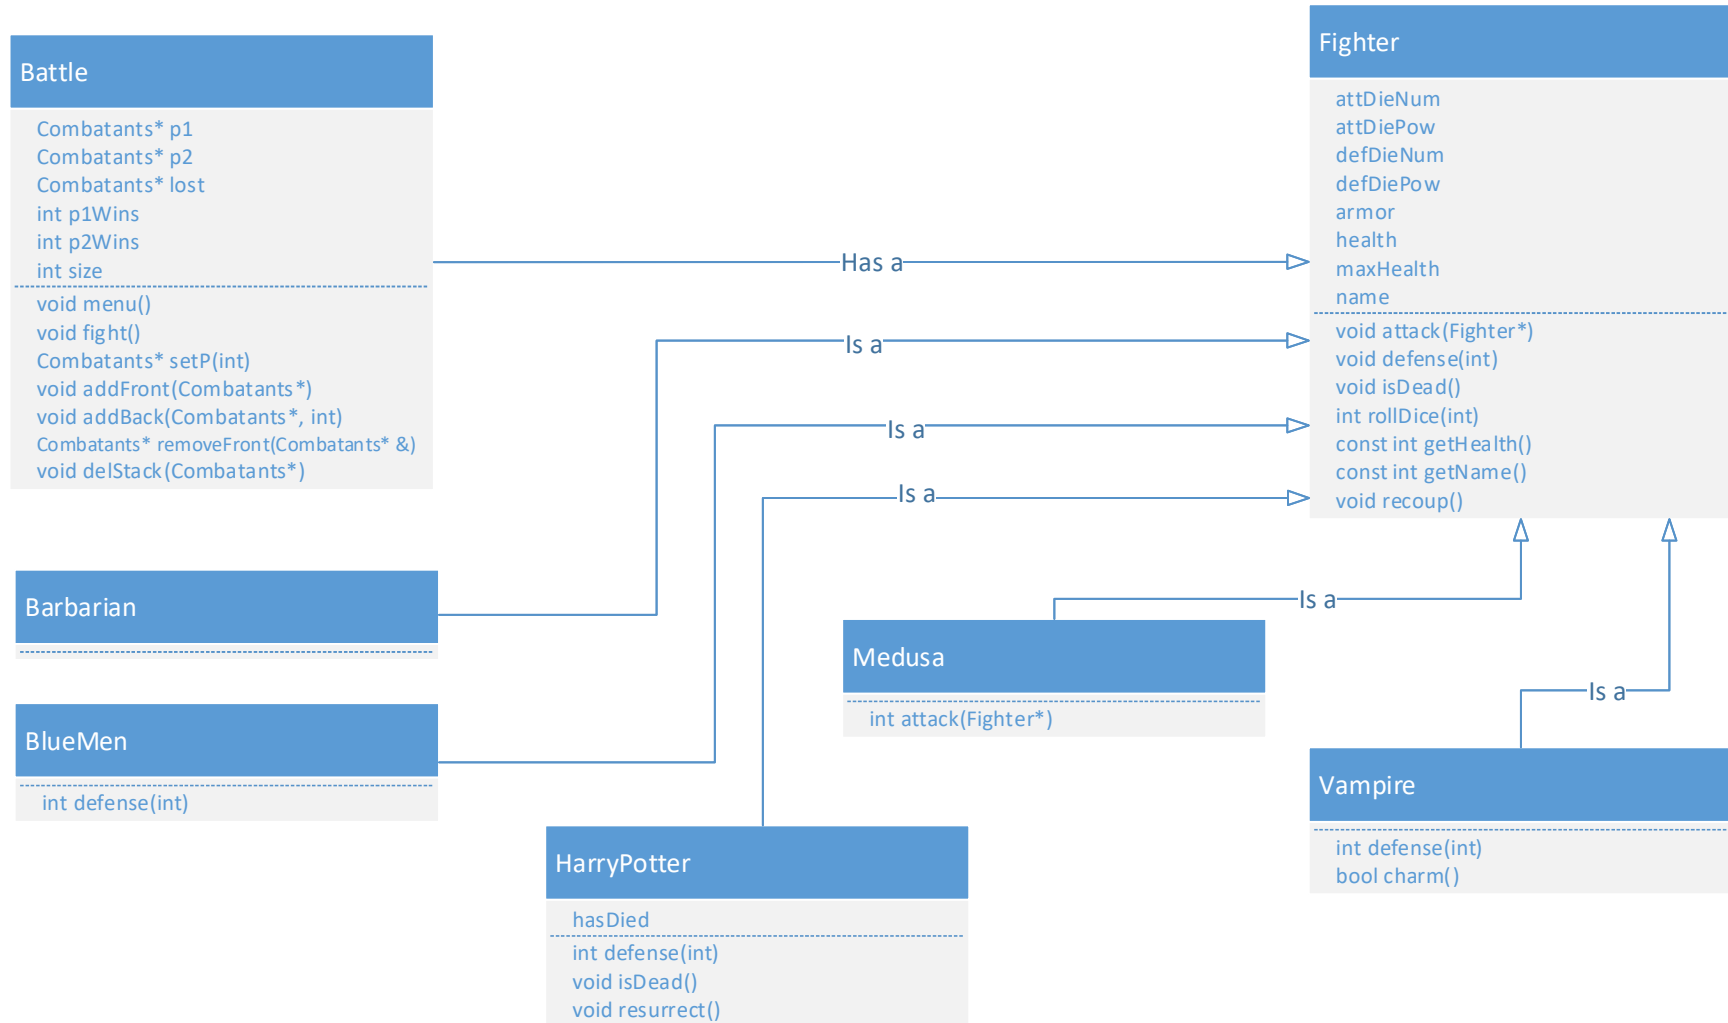 Battle
Combatants* p1
Combatants* p2
Combatants* lost
int p1Wins
int p2Wins
int size
void menu()
void fight()
Combatants* setP(int)
void addFront(Combatants*)
void addBack(Combatants*, int)
Combatants* removeFront(Combatants* &)
void delStack(Combatants*)
Fighter
attDieNum
attDiePow
defDieNum
defDiePow
armor
health
maxHealth
name
void attack(Fighter*)
void defense(int)
void isDead()
int rollDice(int)
const int getHealth()
const int getName()
void recoup()
Has a
Is a
Is a
Is a
Is a
Is a
Barbarian
BlueMen
int defense(int)
HarryPotter
hasDied
int defense(int)
void isDead()
void resurrect()
Medusa
int attack(Fighter*)
Vampire
int defense(int)
bool charm()